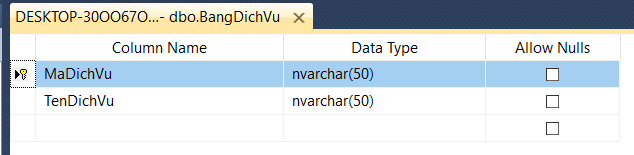 DESKTOP-30OO67O...- dbo.BangDichVu
Column Name Data Type Allow Nulls
MaDichVu nvarchar(50)
TenDichVu nvarchar(50)